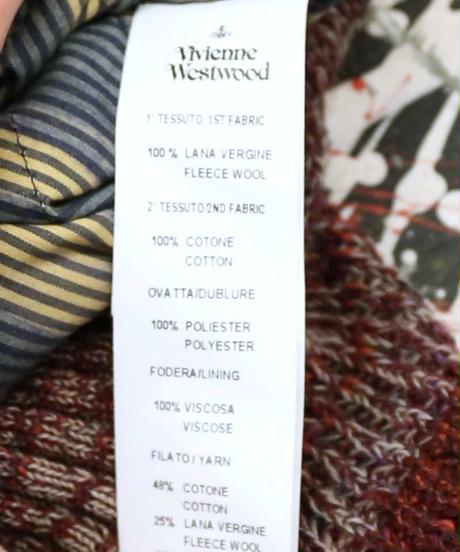 Vivienne
Westwood
1° TESSUTO 1ST FABRIC
100 % LANA VERGINE
FLEECE WOOL
2° TESSUTO/2ND FABRIC
100% COTONE
COTTON
OVATTA/DUBLURE
100% POLIESTER
POLYESTER
FODERA/LINING
100% VISCOSA
VISCOSE
FILATO / YARN
48% COTONE
COTTON
25% LANA VERGINE
FLEECE WOOL